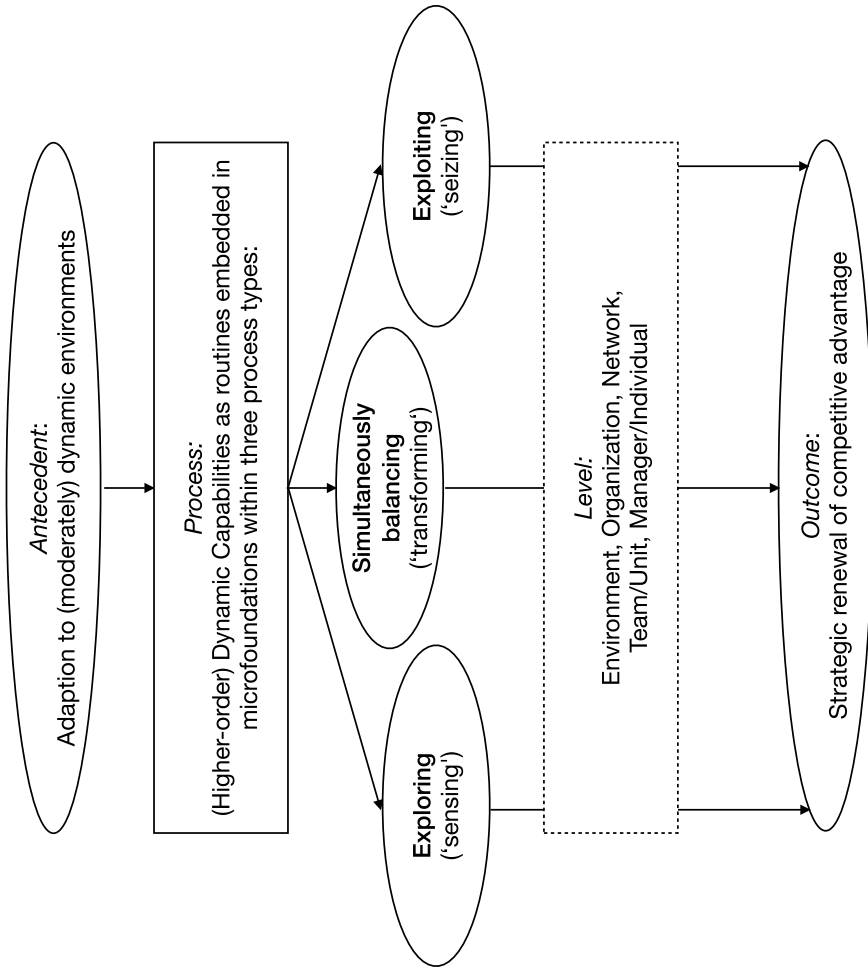 Antecedent:
Adaption to (moderately) dynamic environments
Process:
(Higher-order) Dynamic Capabilities as routines embedded in
microfoundations within three process types:
Exploring
(‘sensing')
Simultaneously
balancing
(‘transforming‘)
Exploiting
(‘seizing')
Level:
Environment, Organization, Network,
Team/Unit, Manager/Individual
Outcome:
Strategic renewal of competitive advantage